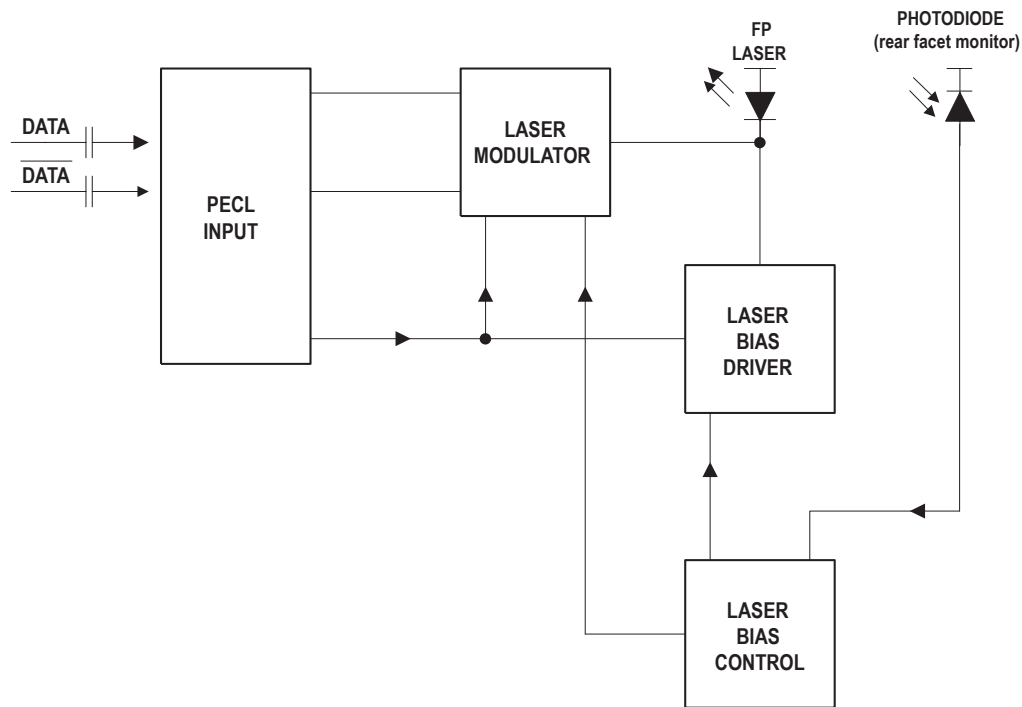 PHOTODIODE
(rear facet monitor)
FP
LASER
DATA
DATA
PECL
INPUT
LASER
MODULATOR
LASER
BIAS
DRIVER
LASER
BIAS
CONTROL